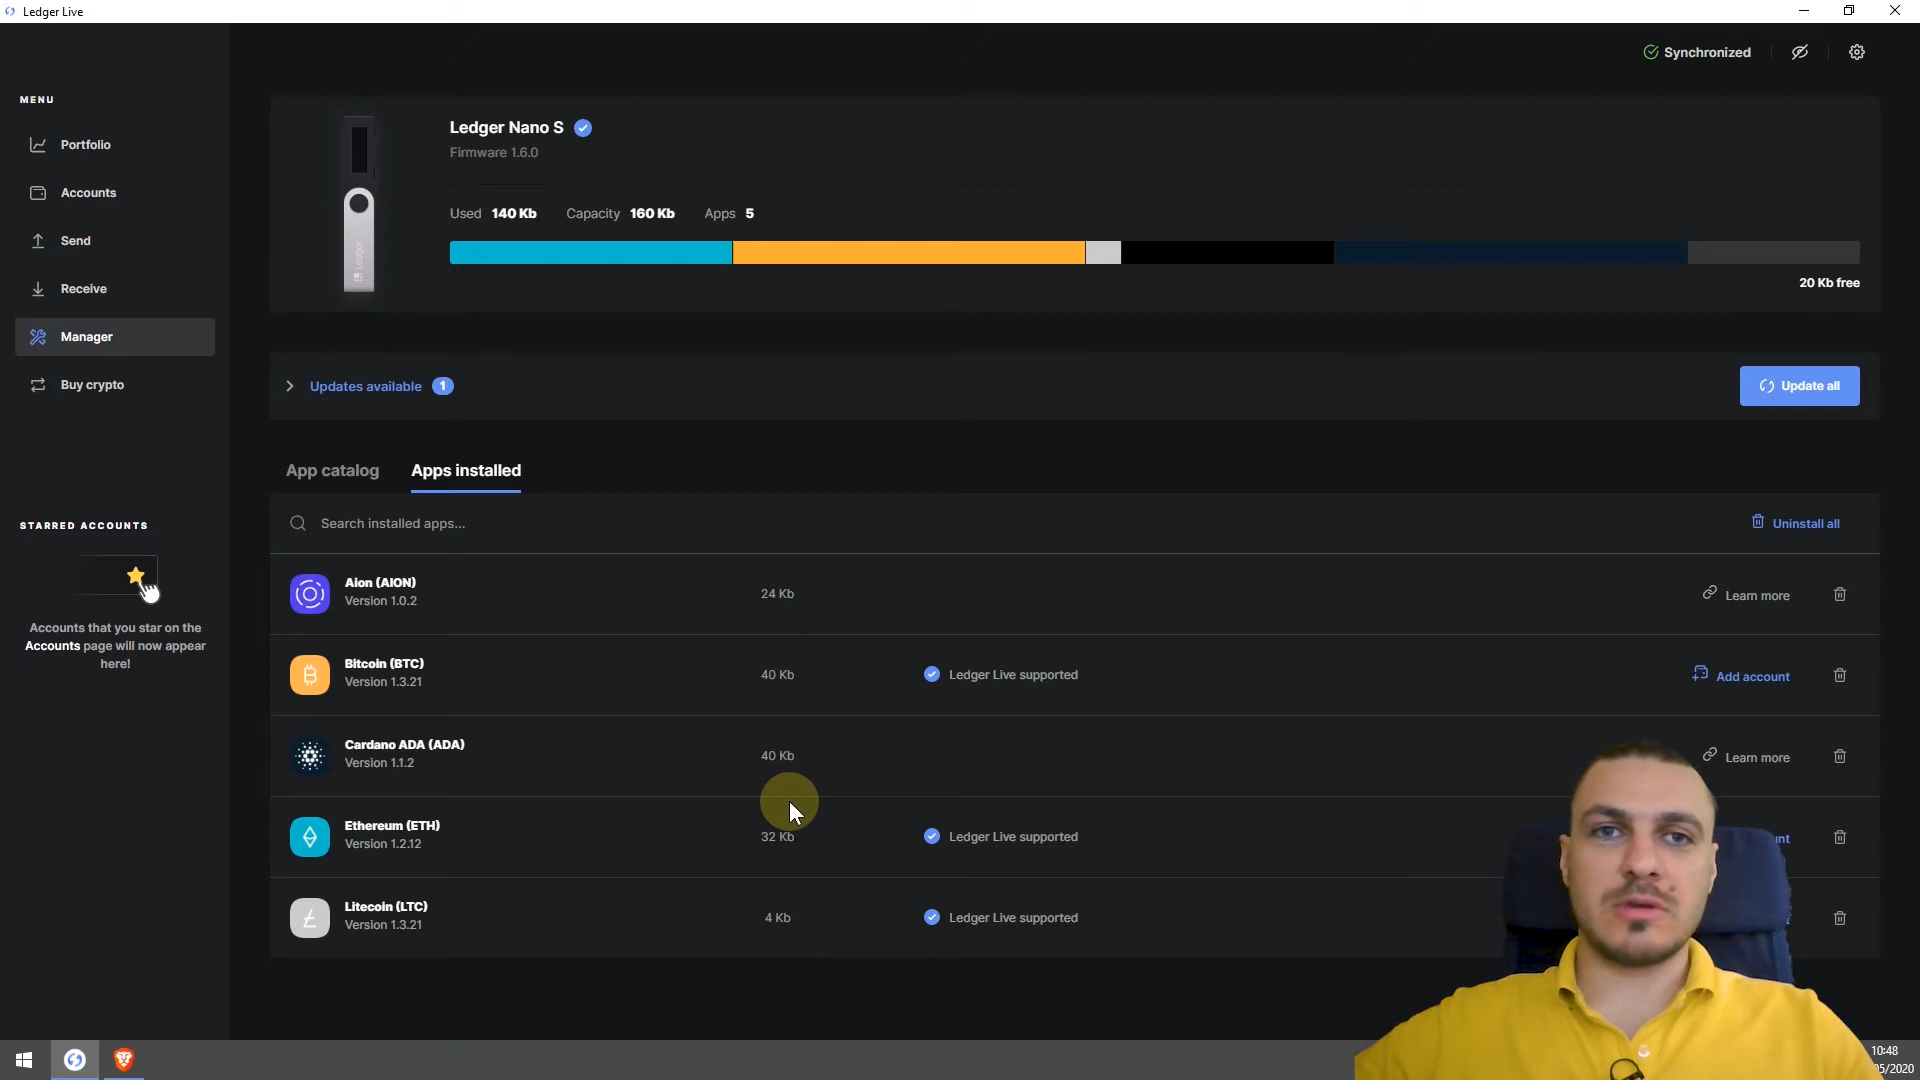 Ledger Live
Synchronized
MENU
Portfolio
Accounts
Send
Receive
Manager
Buy crypto
STARRED ACCOUNTS
Accounts that you star on the
Accounts page will now appear
here!
Ledger Nano S
Firmware 1.6.0
Used 140 Kb Capacity 160 Kb Apps 5
20 Kb free
Updates available 1
Update all
App catalog Apps installed
Search installed apps...
Uninstall all
Aion (AION)
Version 1.0.2
24 Kb
Learn more
Bitcoin (BTC)
Version 1.3.21
40 Kb
Ledger Live supported
Add account
Cardano ADA (ADA)
Version 1.1.2
40 Kb
Learn more
Ethereum (ETH)
Version 1.2.12
32 Kb
Ledger Live supported
Litecoin (LTC)
Version 1.3.21
4 Kb
Ledger Live supported
10:48